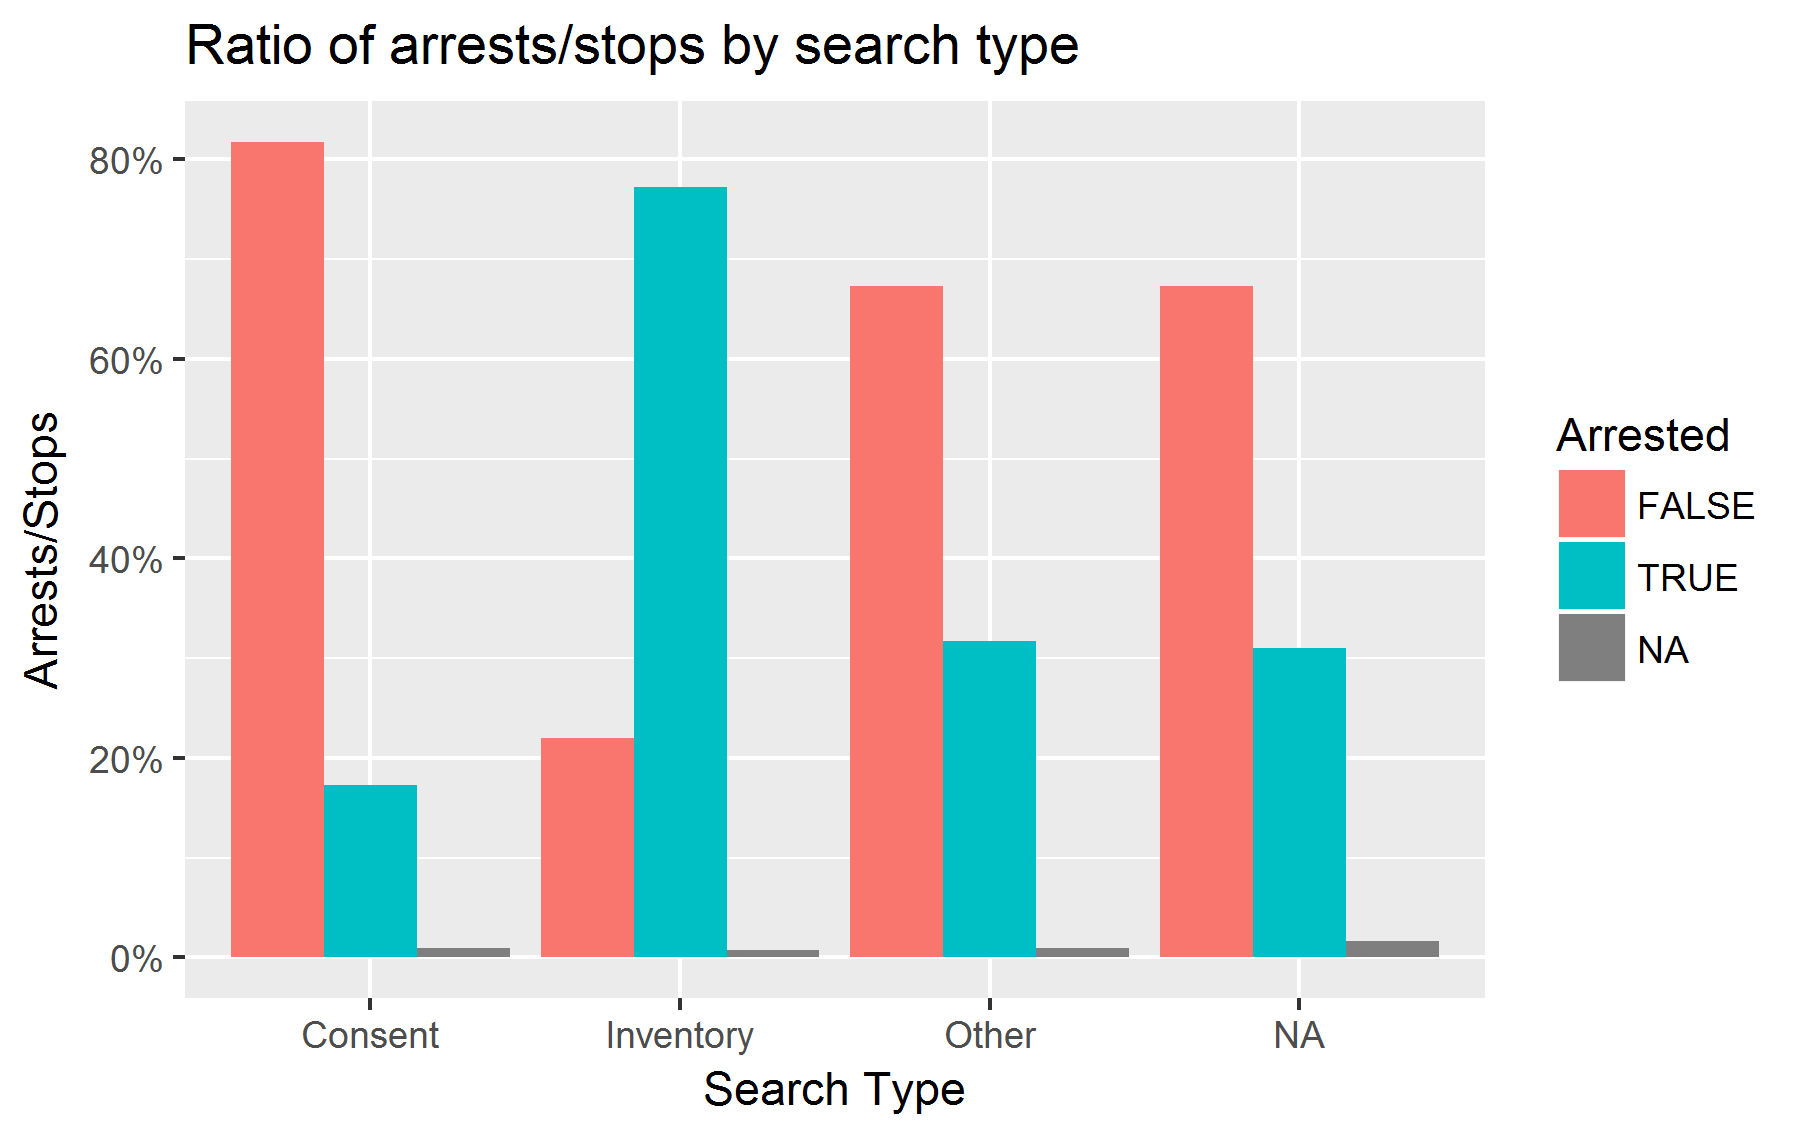 Ratio of arrests/stops by search type
Arrests/Stops
80%
60%
40%
20%
0%
Consent Inventory Other NA
Search Type
Arrested
FALSE
TRUE
NA